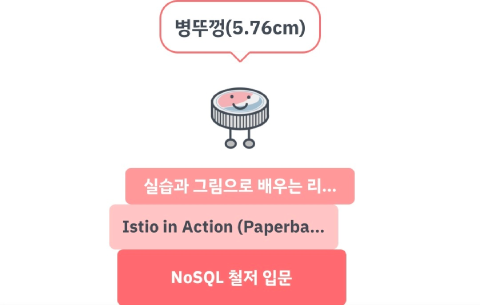 병뚜껑(5.76cm)
실습과 그림으로 배우는 리...
Istio in Action (Paperba...
NoSQL 철저 입문